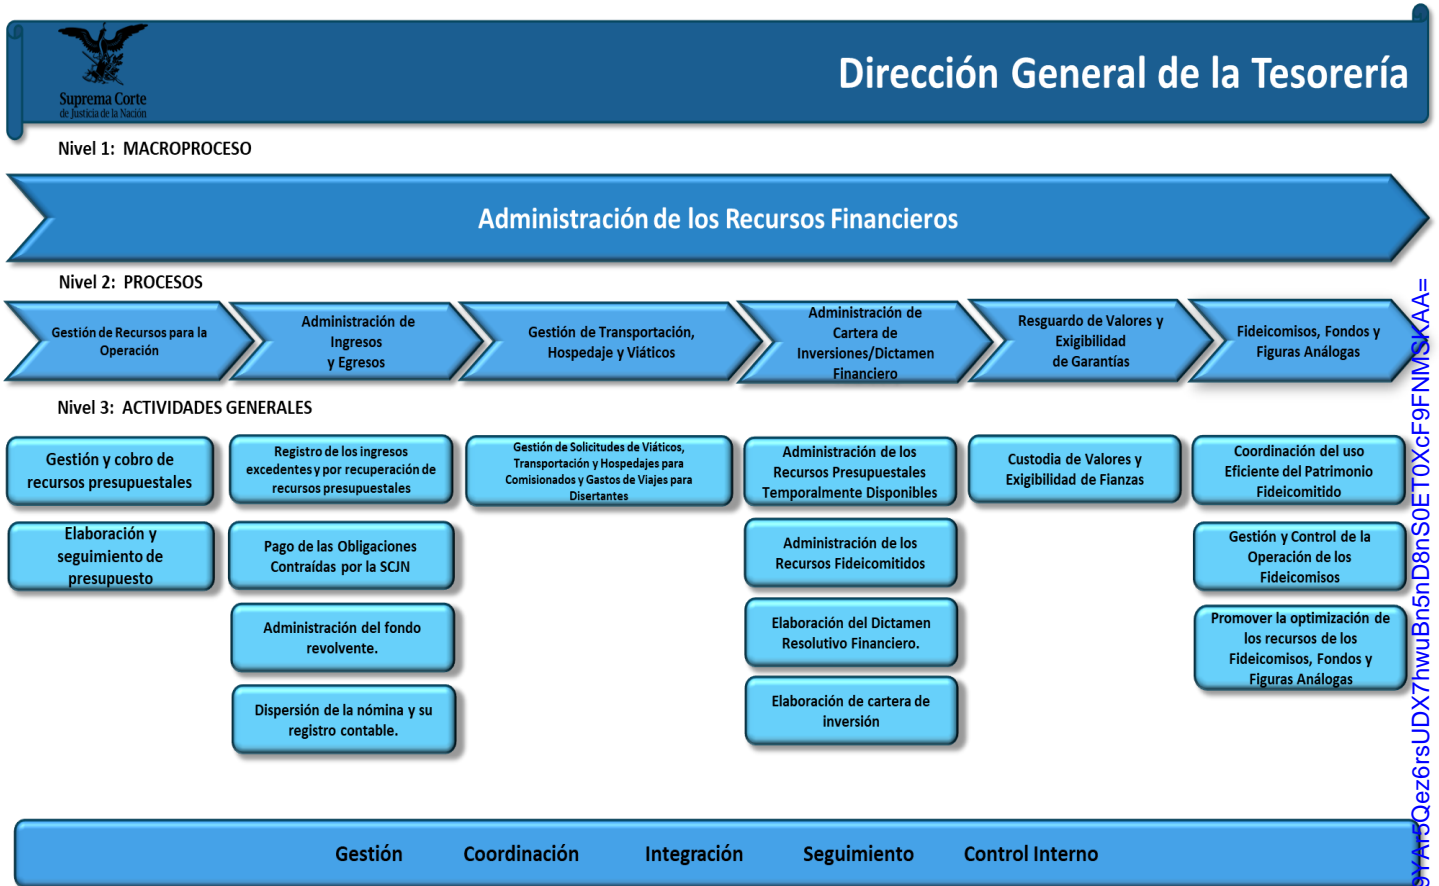 Suprema Corte
de Justicia de la Nación
Dirección General de la Tesorería
Nivel 1: MACROPROCESO
Administración de los Recursos Financieros
Nivel 2: PROCESOS
Gestión de Recursos para la
Operación
Administración de
Ingresos
y Egresos
Gestión de Transportación,
Hospedaje y Viáticos
Administración de
Cartera de
Inversiones/Dictamen
Financiero
Resguardo de Valores y
Exigibilidad
de Garantías
Fideicomisos, Fondos y
Figuras Análogas
Nivel 3: ACTIVIDADES GENERALES
Gestión y cobro de
recursos presupuestales
Elaboración y
seguimiento de
presupuesto
Registro de los ingresos
excedentes y por recuperación de
recursos presupuestales
Pago de las Obligaciones
Contraídas por la SCJN
Administración del fondo
revolvente.
Dispersión de la nómina y su
registro contable.
Gestión de Solicitudes de Viáticos,
Transportación y Hospedajes para
Comisionados y Gastos de Viajes para
Disertantes
Administración de los
Recursos Presupuestales
Temporalmente Disponibles
Administración de los
Recursos Fideicomitidos
Elaboración del Dictamen
Resolutivo Financiero.
Elaboración de cartera de
inversión
Custodia de Valores y
Exigibilidad de Fianzas
Coordinación del uso
Eficiente del Patrimonio
Fideicomitido
Gestión y Control de la
Operación de los
Fideicomisos
Promover la optimización de
los recursos de los
Fideicomisos, Fondos y
Figuras Análogas
Gestión Coordinación Integración Seguimiento Control Interno
9YAr5Qez6rsUDX7hwuBn5nD8nS0ET0XcF9FNMSKAA=